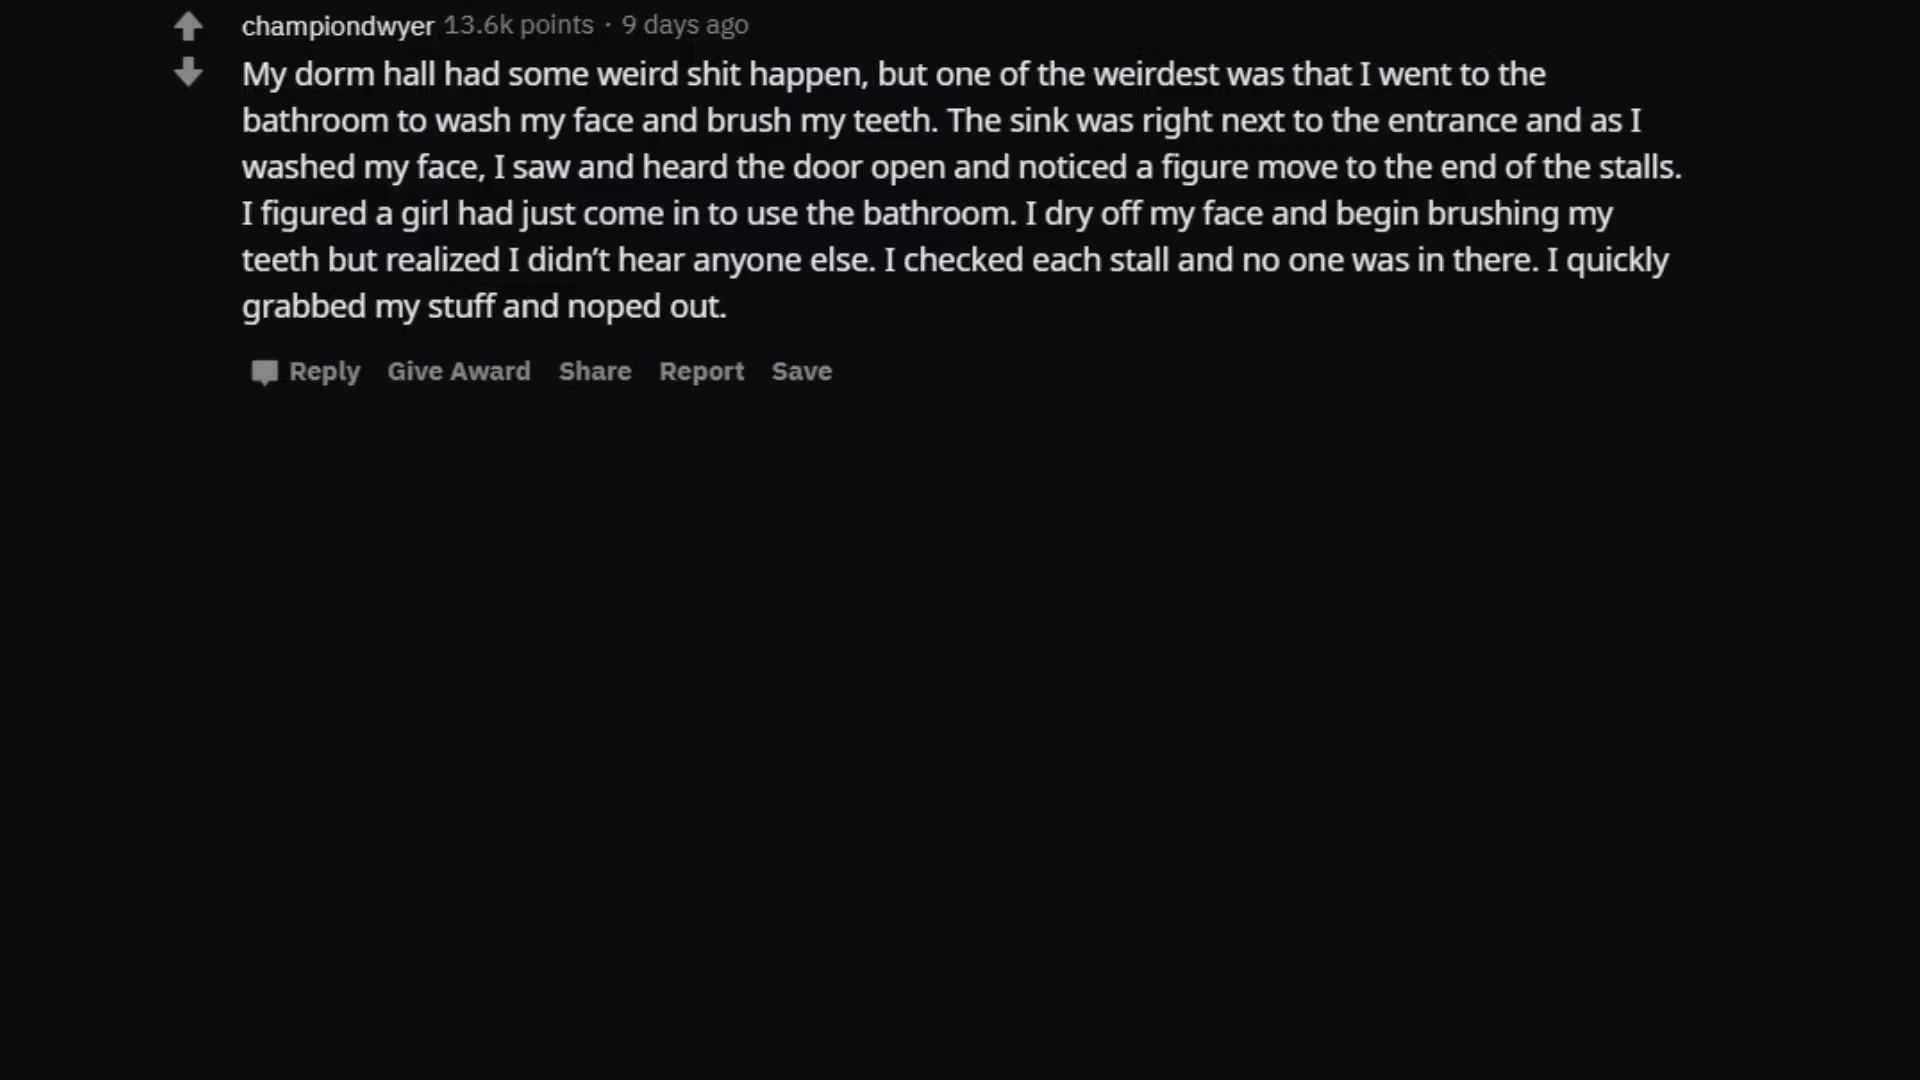 championdwyer 13.6k points · 9 days ago
My dorm hall had some weird shit happen, but one of the weirdest was that I went to the
bathroom to wash my face and brush my teeth. The sink was right next to the entrance and as I
washed my face, I saw and heard the door open and noticed a figure move to the end of the stalls.
I figured a girl had just come in to use the bathroom. I dry off my face and begin brushing my
teeth but realized I didn’t hear anyone else. I checked each stall and no one was in there. I quickly
grabbed my stuff and noped out.
Reply Give Award Share Report Save